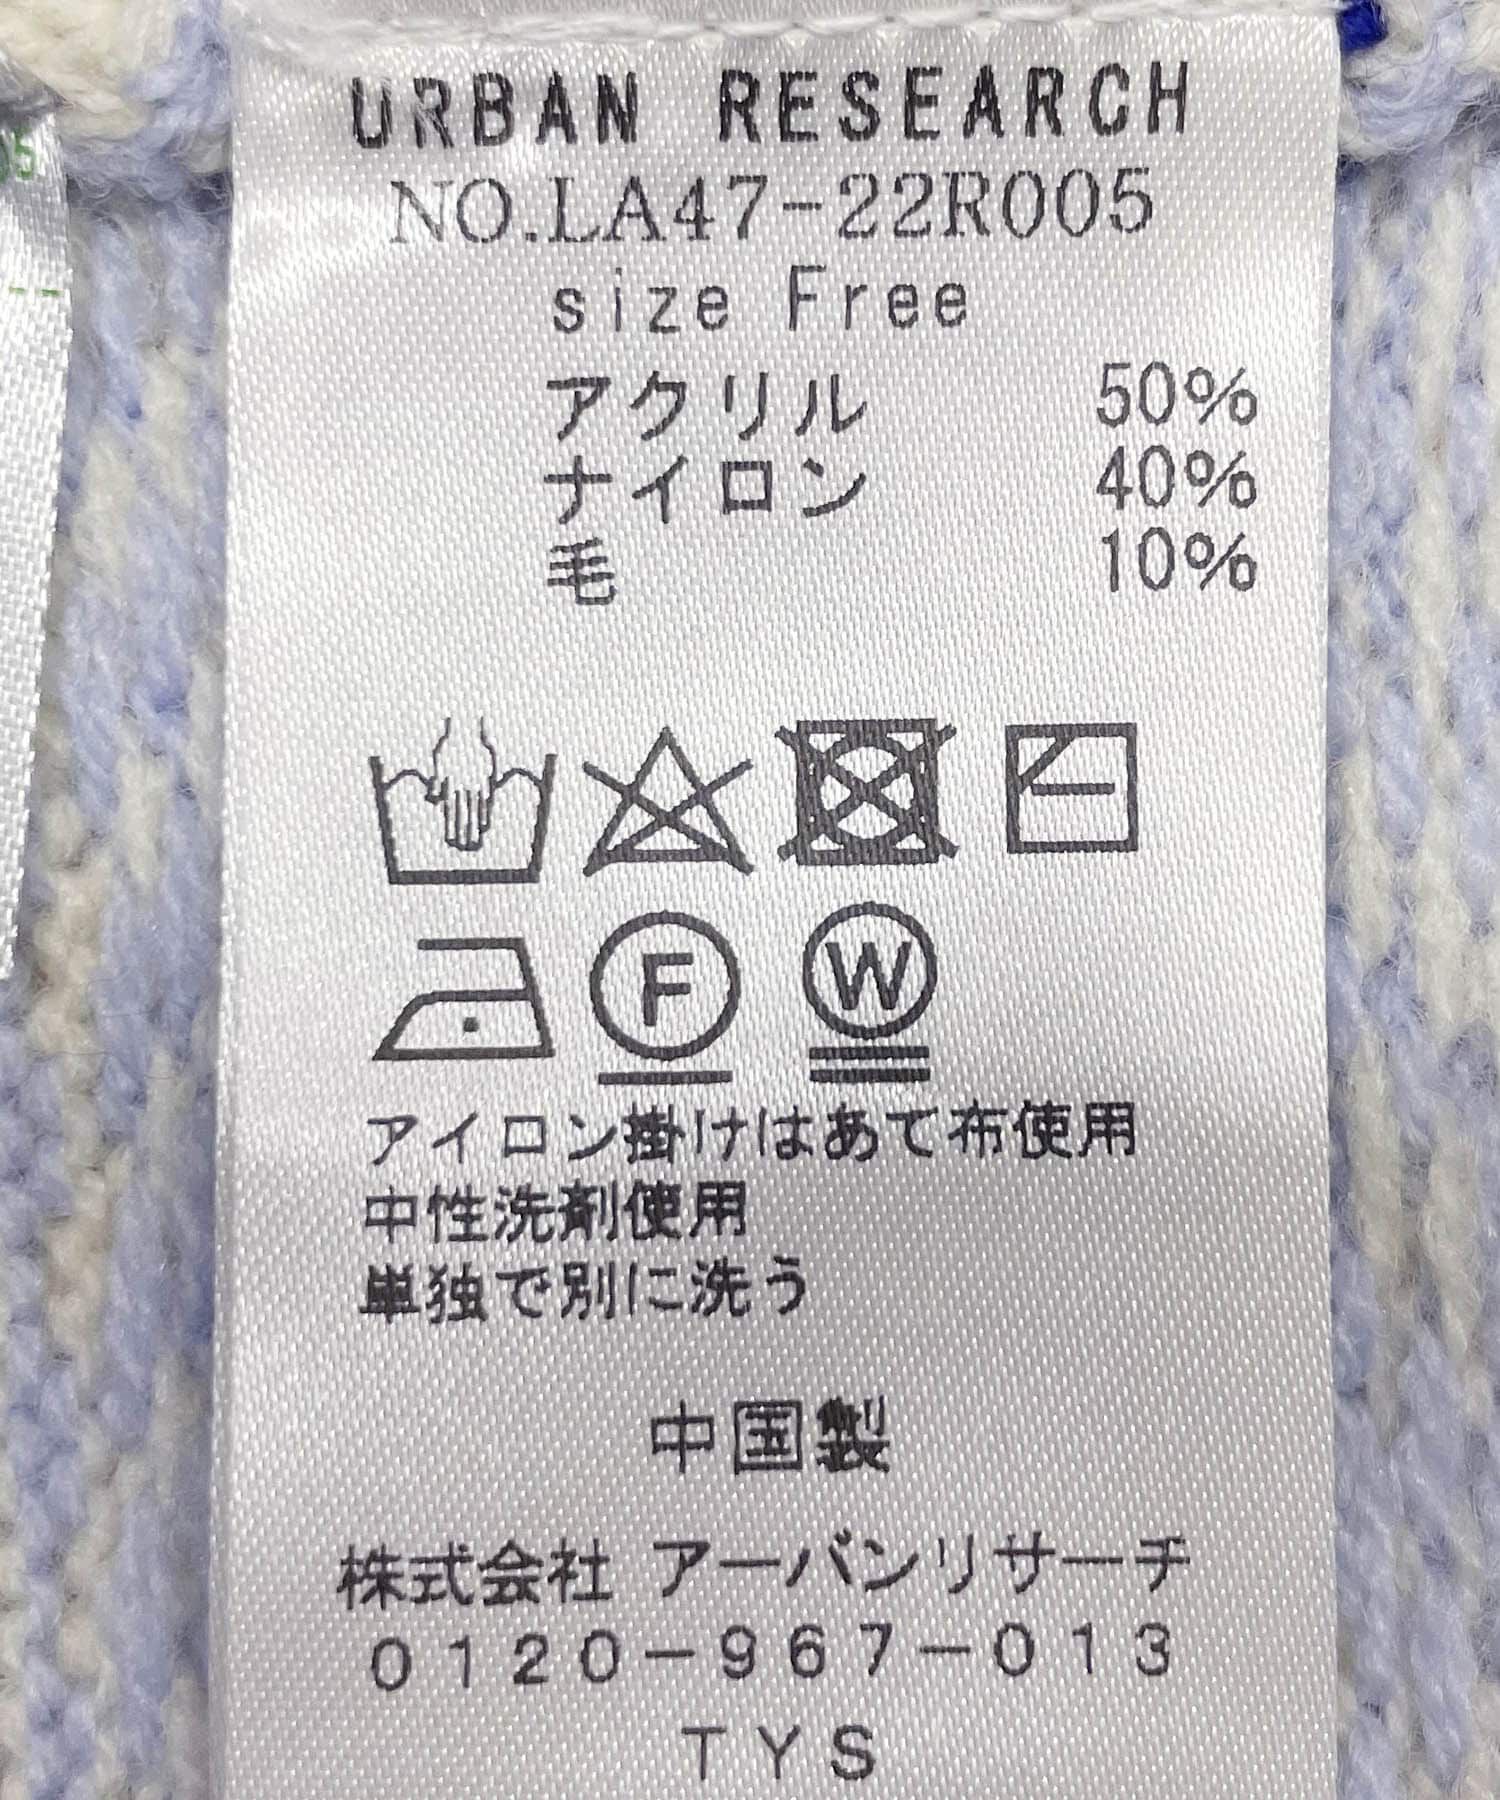 URBAN RESEARCH
NO.LA47-22R005
size Free
アクリル 50%
ナイロン 40%
毛 10%
F W
アイロン掛けはあて布使用
中性洗剤使用
単独で別に洗う
中国製
株式会社 アーバンリサーチ
0120-967-013
TYS